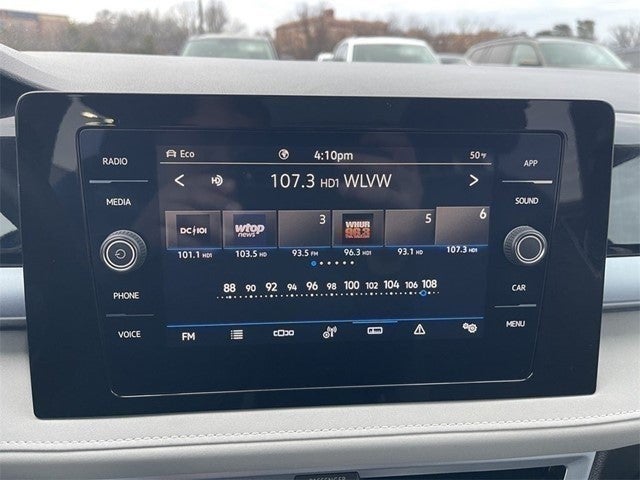 Eco 4:10pm 50°F
RADIO
MEDIA
PHONE
VOICE
APP
SOUND
CAR
MENU
107.3 HD1 WLVW
DC101 wtop news 3 WHUR 96.3 5 6
101.1 HD1 103.5 HD 93.5 FM 96.3 HD1 93.1 HD 107.3 HD1
88 90 92 94 96 98 100 102 104 106 108
FM
PASSENGER